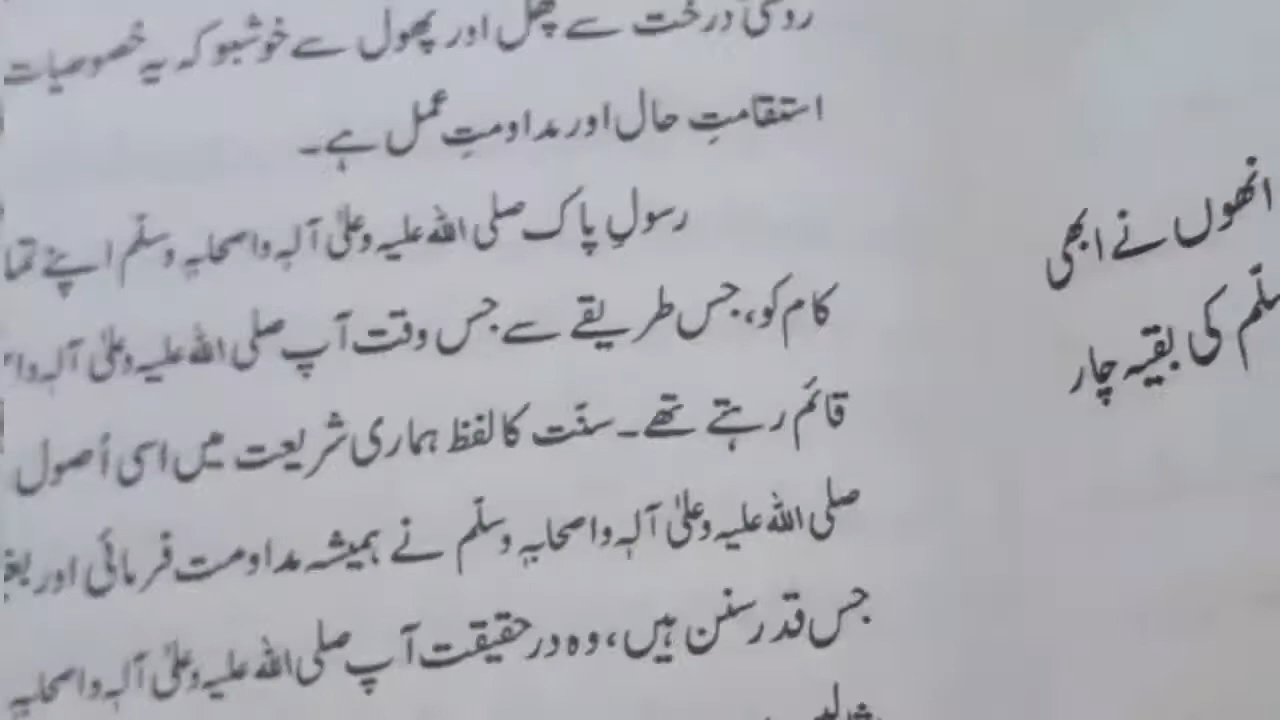 روشنی درخت سے پھل اور پھول سے خوشبو کہ یہ خصوصیات
استقامتِ حال اور مداومتِ عمل ہے۔
رسولِ پاک صلی اللہ علیہ وعلیٰ آلہٖ واصحابہٖ وسلّم اپنے
کام کو، جس طریقے سے جس وقت آپ صلی اللہ علیہ وعلیٰ آلہٖ
قائم رہتے تھے۔ سنّت کا لفظ ہماری شریعت میں اسی اُصول
صلی اللہ علیہ وعلیٰ آلہٖ واصحابہٖ وسلّم نے ہمیشہ مداومت فرمائی اور
جس قدر سنن ہیں، وہ درحقیقت آپ صلی اللہ علیہ وعلیٰ آلہٖ واصحابہٖ
انھوں نے ابھی
کی بقیہ چار